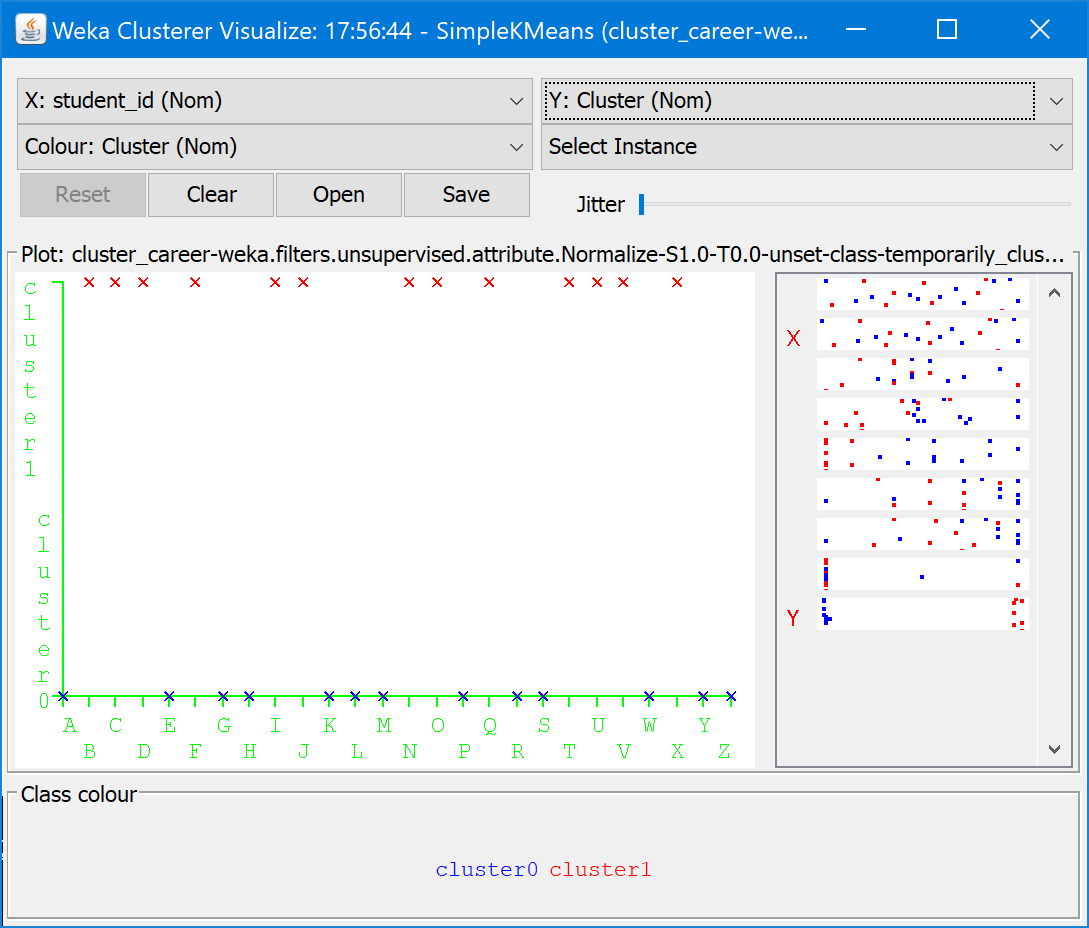 Weka Clusterer Visualize: 17:56:44 - SimpleKMeans (cluster_career-we...
X: student_id (Nom)
Y: Cluster (Nom)
Colour: Cluster (Nom)
Select Instance
Reset
Clear
Open
Save
Jitter
Plot: cluster_career-weka.filters.unsupervised.attribute.Normalize-S1.0-T0.0-unset-class-temporarily_clus...
cluster1
cluster0
A C E G I K M O Q S U W Y
B D F H J L N P R T V X Z
X
Y
Class colour
cluster0 cluster1